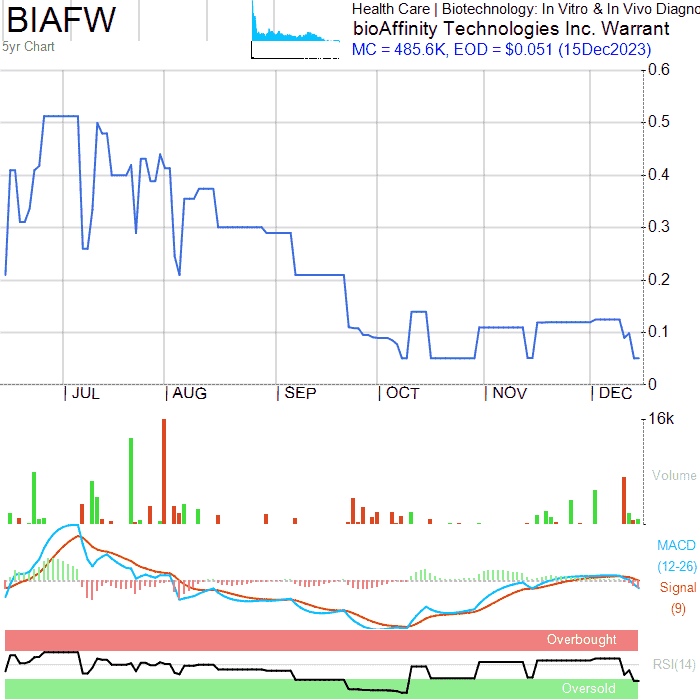 BIAFW
5yr Chart
Health Care | Biotechnology: In Vitro & In Vivo Diagno
bioAffinity Technologies Inc. Warrant
MC = 485.6K, EOD = $0.051 (15Dec2023)
0.6
0.5
0.4
0.3
0.2
0.1
0
| JUL | AUG | SEP | OCT | NOV | DEC
16k
Volume
MACD
(12-26)
Signal
(9)
Overbought
RSI(14)
Oversold